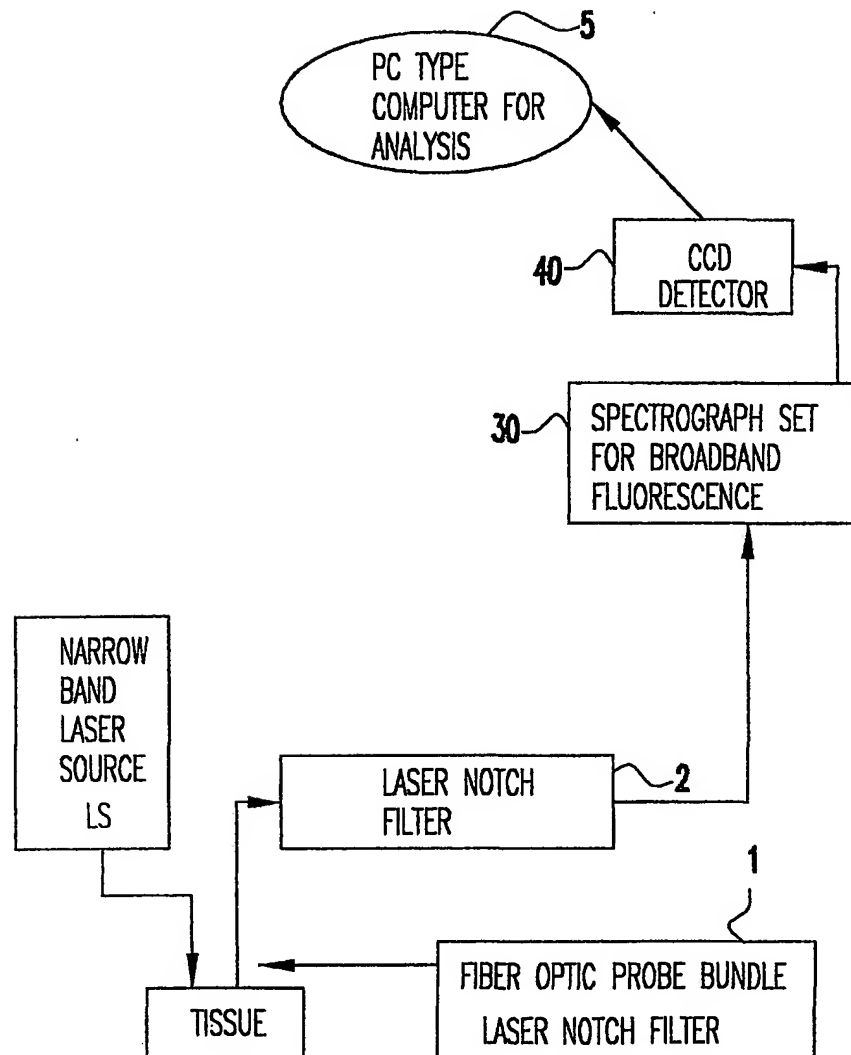 5
PC TYPE
COMPUTER FOR
ANALYSIS
40
CCD
DETECTOR
30
SPECTROGRAPH SET
FOR BROADBAND
FLUORESCENCE
NARROW
BAND
LASER
SOURCE
LS
LASER NOTCH
FILTER
2
1
TISSUE
FIBER OPTIC PROBE BUNDLE
LASER NOTCH FILTER